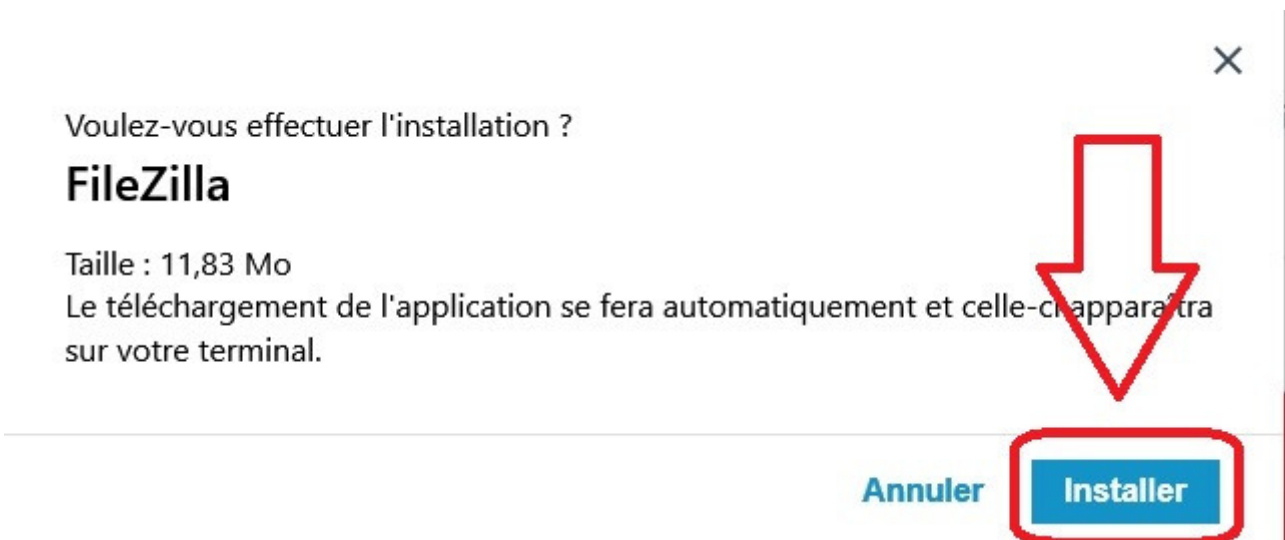 Voulez-vous effectuer l'installation ?
FileZilla
Taille : 11,83 Mo
Le téléchargement de l'application se fera automatiquement et celle-ci apparaîtra
sur votre terminal.
Annuler
Installer